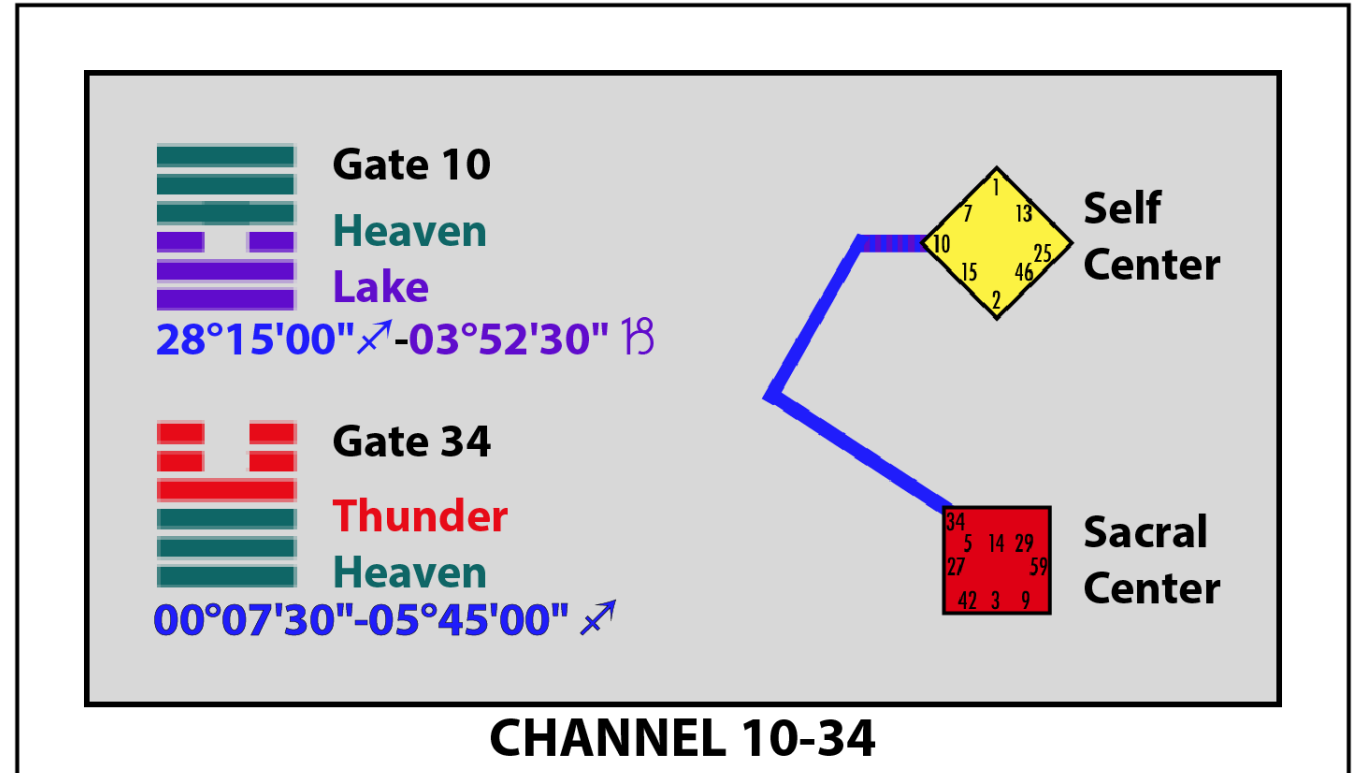 Gate 10
Heaven
Lake
28°15'00"♐-03°52'30" ♑
Gate 34
Thunder
Heaven
00°07'30"-05°45'00" ♐
1
7 13
10 25
15 46
2
Self
Center
34
5 14 29
27 59
42 3 9
Sacral
Center
CHANNEL 10-34